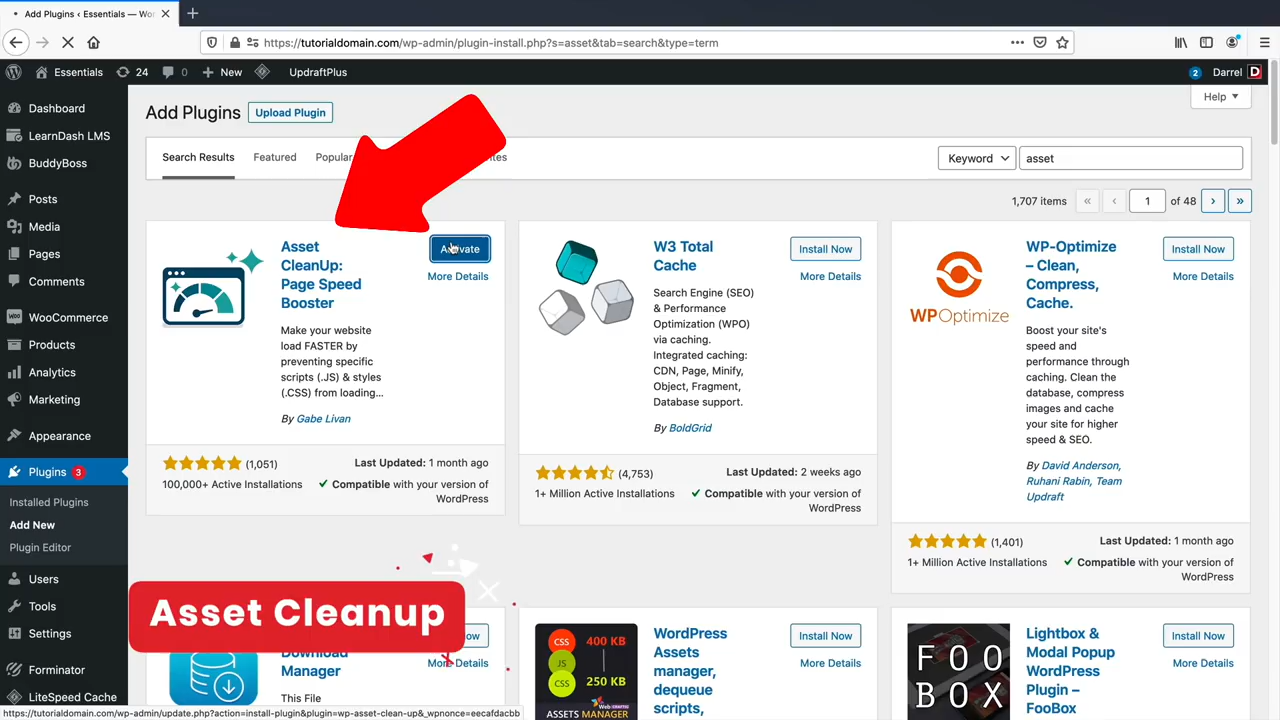 Add Plugins ‹ Essentials — Wo
https://tutorialdomain.com/wp-admin/plugin-install.php?s=asset&tab=search&type=term
Essentials
24
0
New
UpdraftPlus
2
Darrel
D
Dashboard
LearnDash LMS
BuddyBoss
Posts
Media
Pages
Comments
WooCommerce
Products
Analytics
Marketing
Appearance
Plugins 3
Installed Plugins
Add New
Plugin Editor
Users
Tools
Settings
Forminator
LiteSpeed Cache
Help
Add Plugins
Upload Plugin
Search Results
Featured
Popular
Keyword
asset
1,707 items
« ‹ 1 of 48 › »
Asset
CleanUp:
Page Speed
Booster
Activate
More Details
Make your website
load FASTER by
preventing specific
scripts (.JS) & styles
(.CSS) from loading...
By Gabe Livan
(1,051)
100,000+ Active Installations
Last Updated: 1 month ago
Compatible with your version of
WordPress
W3 Total
Cache
Install Now
More Details
Search Engine (SEO)
& Performance
Optimization (WPO)
via caching.
Integrated caching:
CDN, Page, Minify,
Object, Fragment,
Database support.
By BoldGrid
(4,753)
1+ Million Active Installations
Last Updated: 2 weeks ago
Compatible with your version of
WordPress
WPOptimize
WP-Optimize
– Clean,
Compress,
Cache.
Install Now
More Details
Boost your site's
speed and
performance through
caching. Clean the
database, compress
images and cache
your site for higher
speed & SEO.
By David Anderson,
Ruhani Rabin, Team
Updraft
(1,401)
1+ Million Active Installations
Last Updated: 1 month ago
Compatible with your version of
WordPress
Asset Cleanup
Download
Manager
More Details
This File
CSS
400 KB
JS
CSS
250 KB
WebGarb
ASSETS MANAGER
WordPress
Assets
manager,
dequeue
scripts,
Install Now
More Details
FOO
BOX
Lightbox &
Modal Popup
WordPress
Plugin –
FooBox
Install Now
More Details
https://tutorialdomain.com/wp-admin/update.php?action=install-plugin&plugin=wp-asset-clean-up&_wpnonce=eecafdacbb